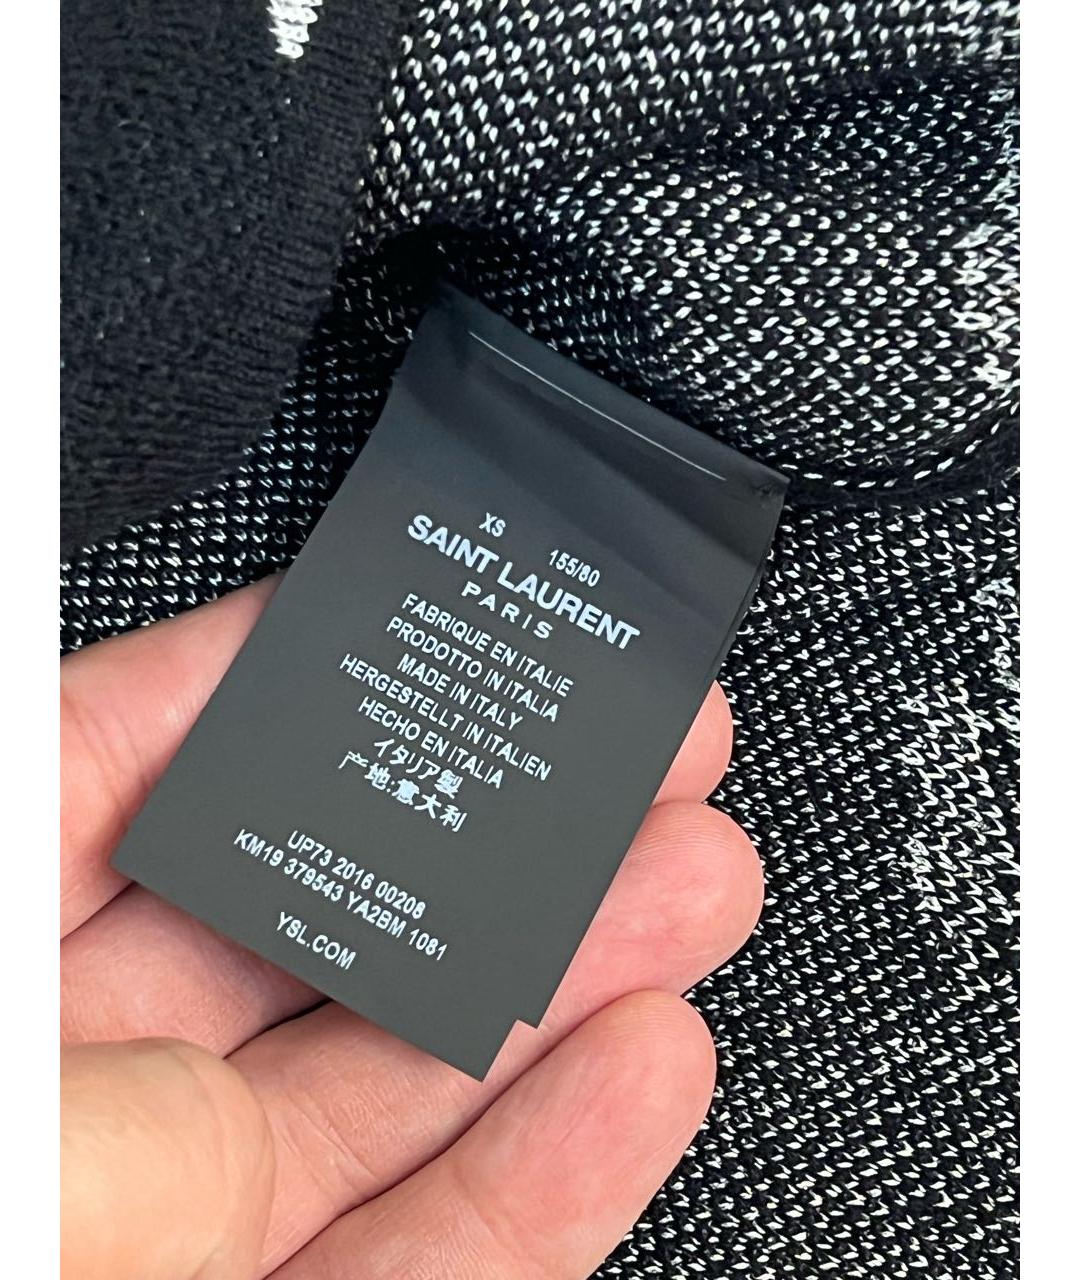 XS 155/80
SAINT LAURENT
PARIS
FABRIQUE EN ITALIE
PRODOTTO IN ITALIA
MADE IN ITALY
HERGESTELLT IN ITALIEN
HECHO EN ITALIA
イタリア製
产地:意大利
UP73 2016 00208
KM19 379543 YA2BM 1081
YSL.COM